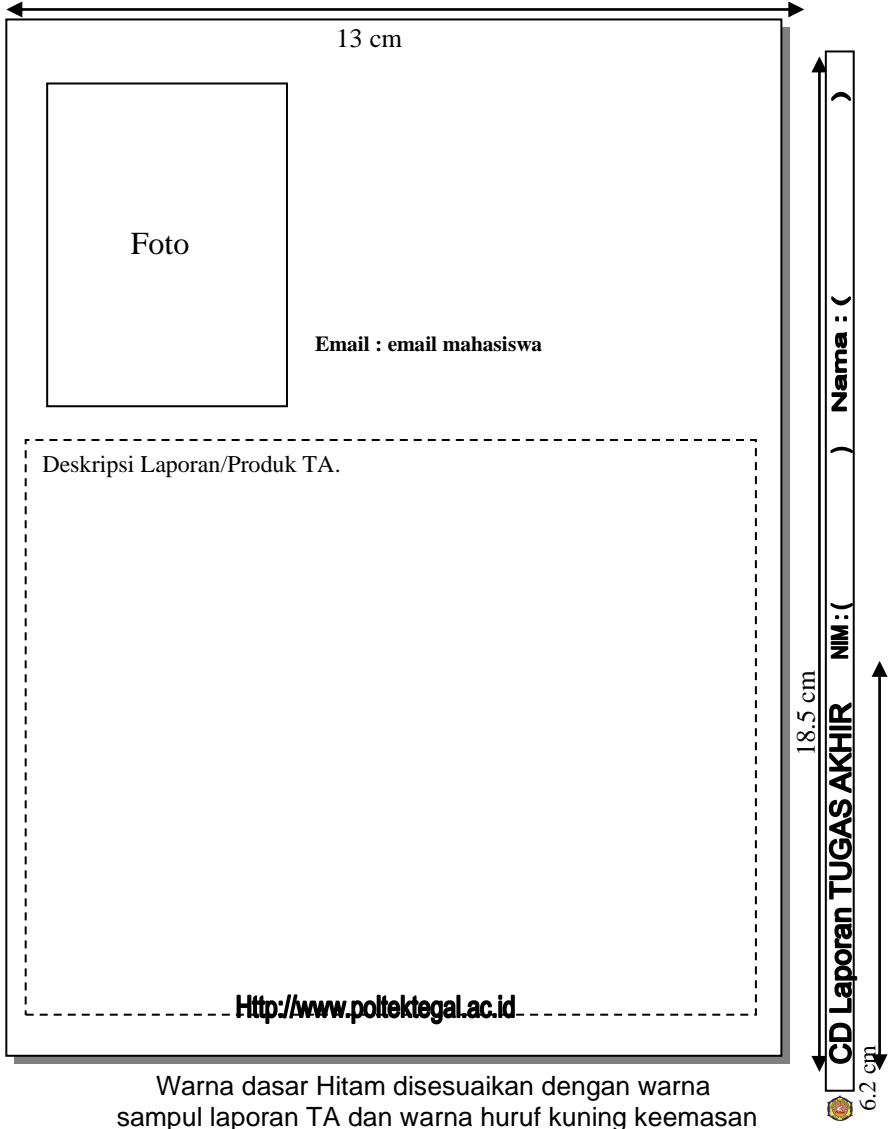 13 cm
Foto
Email : email mahasiswa
Deskripsi Laporan/Produk TA.
Http://www.poltektegal.ac.id
18.5 cm
CD Laporan TUGAS AKHIR NIM : ( ) Nama : ( )
6.2 cm
Warna dasar Hitam disesuaikan dengan warna
sampul laporan TA dan warna huruf kuning keemasan